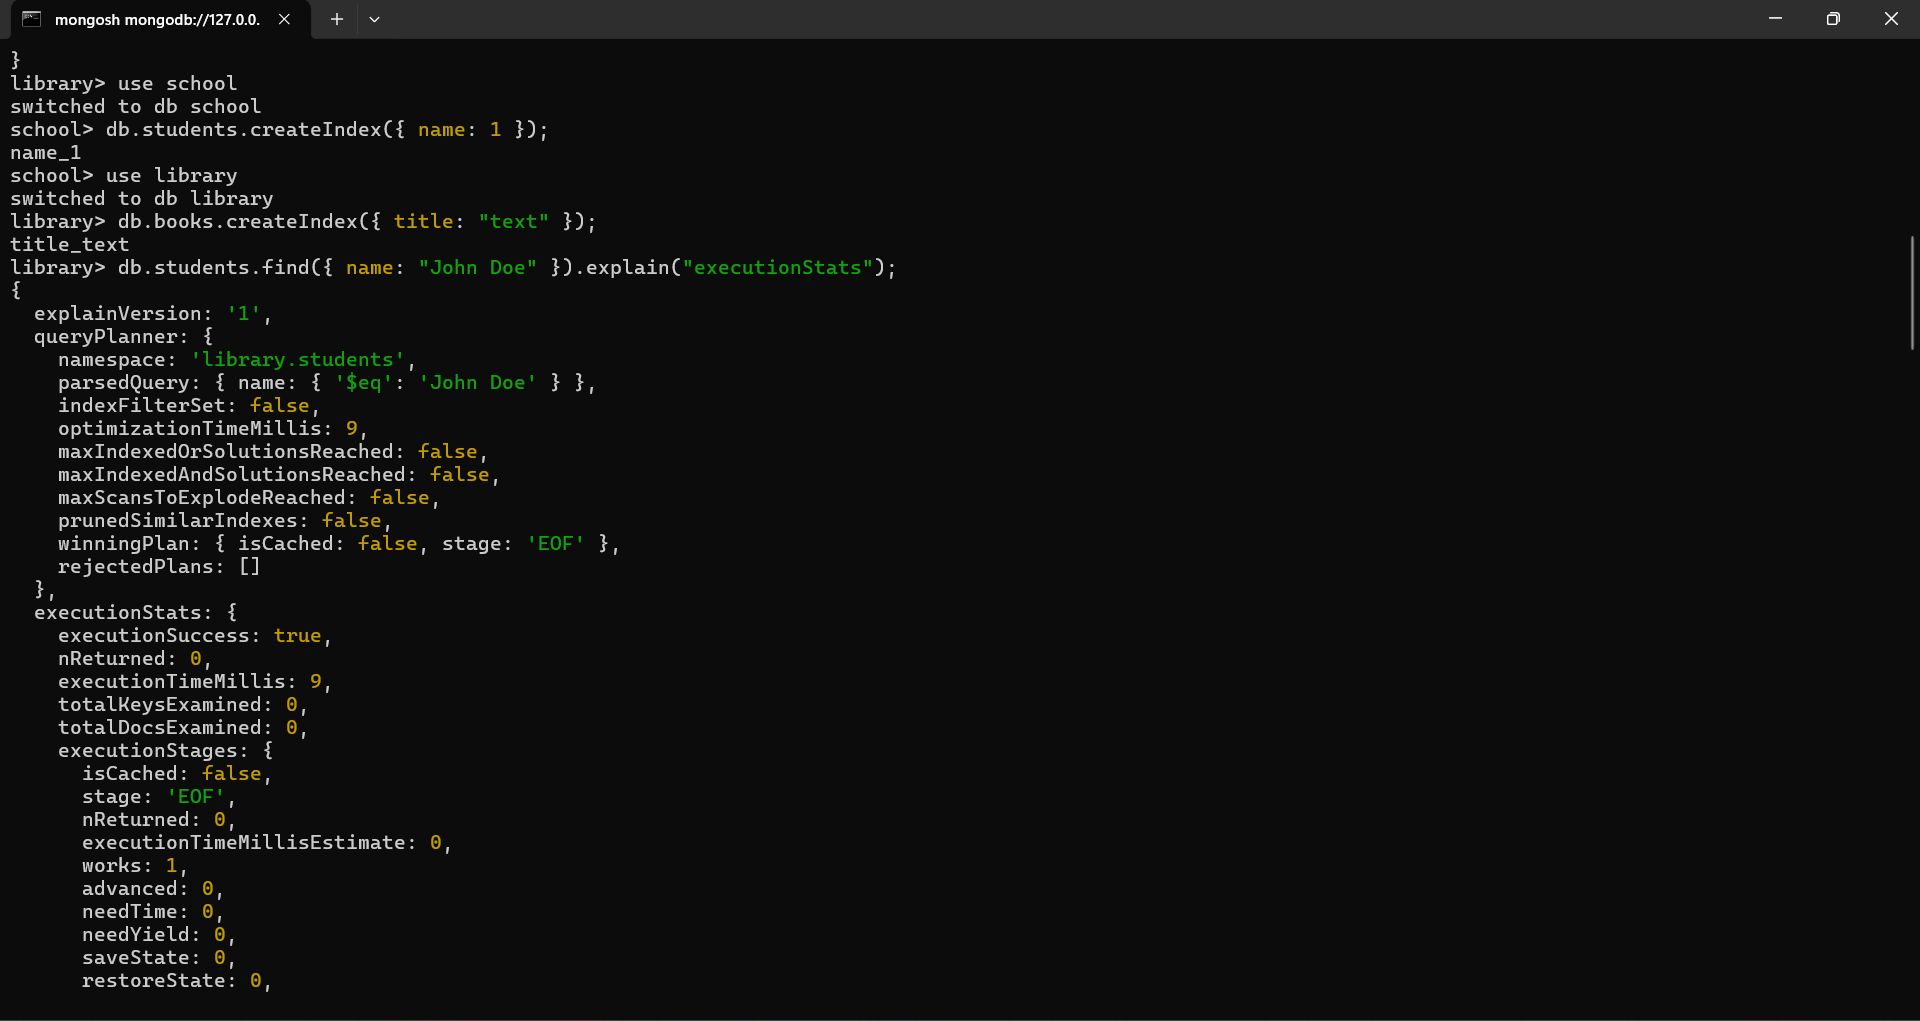 mongosh mongodb://127.0.0.
}
library> use school
switched to db school
school> db.students.createIndex({ name: 1 });
name_1
school> use library
switched to db library
library> db.books.createIndex({ title: "text" });
title_text
library> db.students.find({ name: "John Doe" }).explain("executionStats");
{
  explainVersion: '1',
  queryPlanner: {
    namespace: 'library.students',
    parsedQuery: { name: { '$eq': 'John Doe' } },
    indexFilterSet: false,
    optimizationTimeMillis: 9,
    maxIndexedOrSolutionsReached: false,
    maxIndexedAndSolutionsReached: false,
    maxScansToExplodeReached: false,
    prunedSimilarIndexes: false,
    winningPlan: { isCached: false, stage: 'EOF' },
    rejectedPlans: []
  },
  executionStats: {
    executionSuccess: true,
    nReturned: 0,
    executionTimeMillis: 9,
    totalKeysExamined: 0,
    totalDocsExamined: 0,
    executionStages: {
      isCached: false,
      stage: 'EOF',
      nReturned: 0,
      executionTimeMillisEstimate: 0,
      works: 1,
      advanced: 0,
      needTime: 0,
      needYield: 0,
      saveState: 0,
      restoreState: 0,